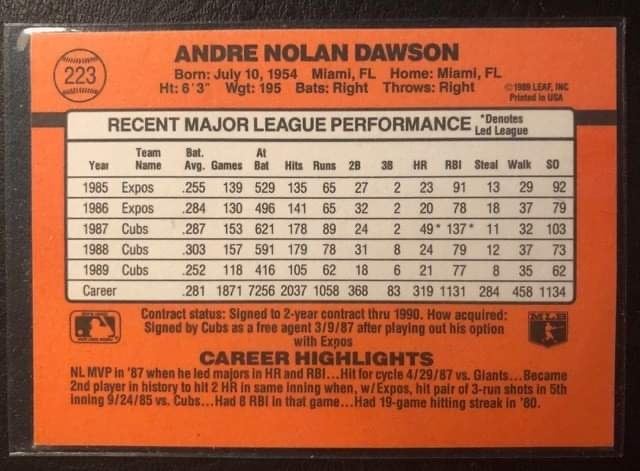 223
ANDRE NOLAN DAWSON
Born: July 10, 1954 Miami, FL Home: Miami, FL
Ht: 6'3" Wgt: 195 Bats: Right Throws: Right
©1989 LEAF, INC
Printed in USA
RECENT MAJOR LEAGUE PERFORMANCE *Denotes Led League
Year Team Name Bat. Avg. Games At Bat Hits Runs 2B 3B HR RBI Steal Walk SO
1985 Expos .255 139 529 135 65 27 2 23 91 13 29 92
1986 Expos .284 130 496 141 65 32 2 20 78 18 37 79
1987 Cubs .287 153 621 178 89 24 2 49* 137* 11 32 103
1988 Cubs .303 157 591 179 78 31 8 24 79 12 37 73
1989 Cubs .252 118 416 105 62 18 6 21 77 8 35 62
Career .281 1871 7256 2037 1058 368 83 319 1131 284 458 1134
Contract status: Signed to 2-year contract thru 1990. How acquired:
Signed by Cubs as a free agent 3/9/87 after playing out his option
with Expos
MLB
CAREER HIGHLIGHTS
NL MVP in '87 when he led majors in HR and RBI...Hit for cycle 4/29/87 vs. Giants...Became
2nd player in history to hit 2 HR in same inning when, w/Expos, hit pair of 3-run shots in 5th
inning 9/24/85 vs. Cubs...Had 8 RBI in that game...Had 19-game hitting streak in '80.